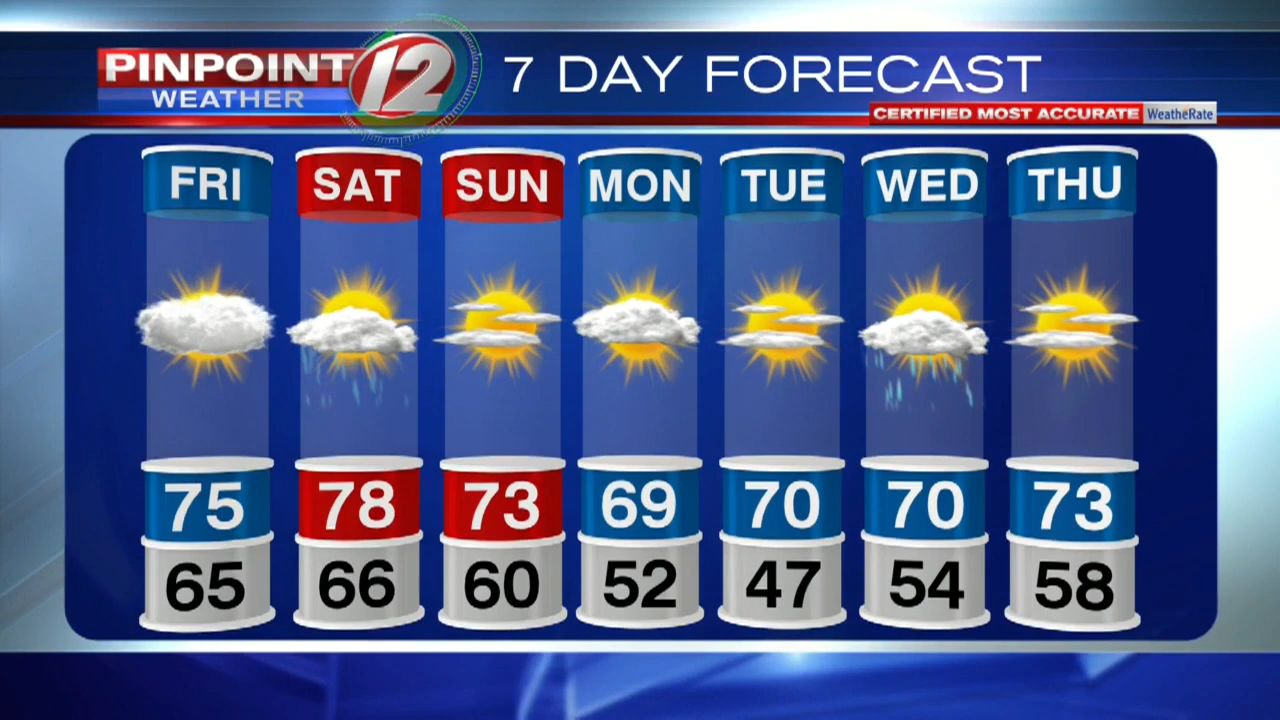 PINPOINT 12
WEATHER
7 DAY FORECAST
CERTIFIED MOST ACCURATE WeatheRate
FRI SAT SUN MON TUE WED THU
75 78 73 69 70 70 73
65 66 60 52 47 54 58